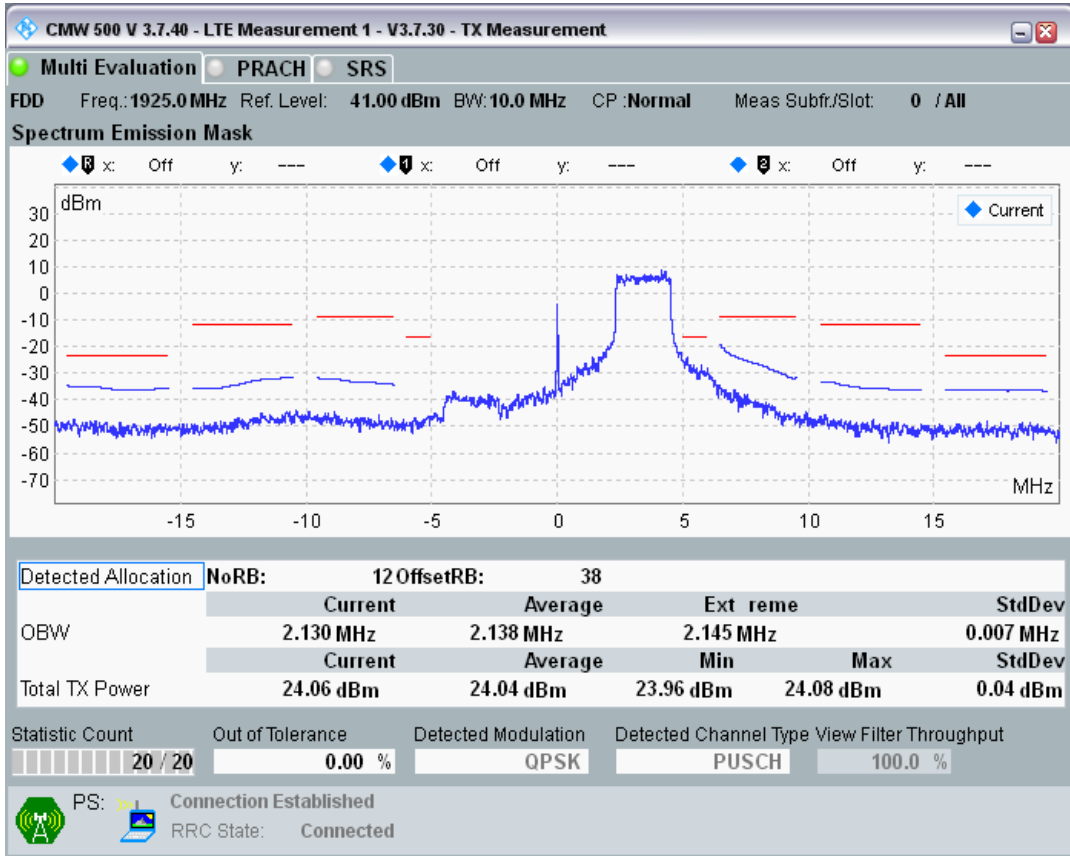 CMW 500 V 3.7.40 - LTE Measurement 1 - V3.7.30 - TX Measurement
Multi Evaluation PRACH SRS
FDD Freq.: 1925.0 MHz Ref. Level: 41.00 dBm BW: 10.0 MHz CP :Normal Meas Subfr./Slot: 0 / All
Spectrum Emission Mask
R x: Off y: --- 1 x: Off y: --- 2 x: Off y: ---
dBm
Current
30
20
10
0
-10
-20
-30
-40
-50
-60
-70
MHz
-15 -10 -5 0 5 10 15
Detected Allocation NoRB: 12 OffsetRB: 38
Current Average Ext reme StdDev
OBW 2.130 MHz 2.138 MHz 2.145 MHz 0.007 MHz
Current Average Min Max StdDev
Total TX Power 24.06 dBm 24.04 dBm 23.96 dBm 24.08 dBm 0.04 dBm
Statistic Count Out of Tolerance Detected Modulation Detected Channel Type View Filter Throughput
20 / 20 0.00 % QPSK PUSCH 100.0 %
PS: Connection Established
RRC State: Connected